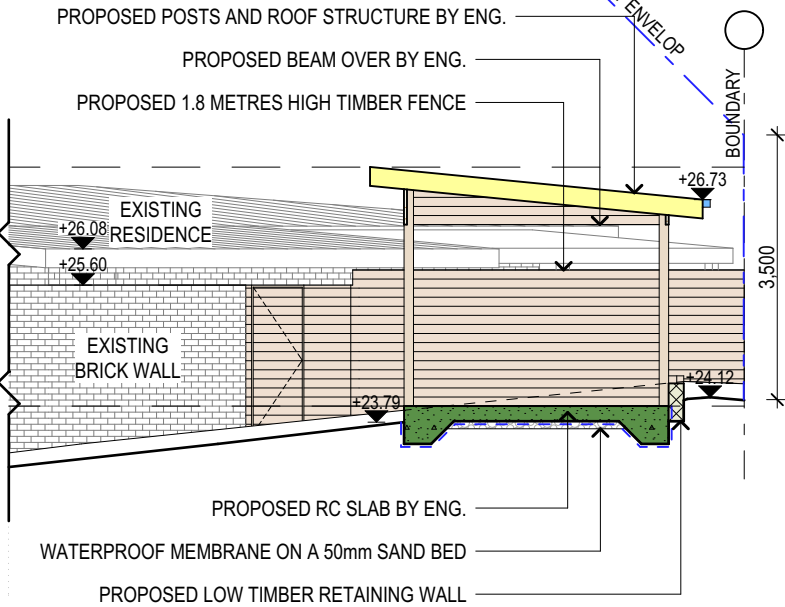 PROPOSED POSTS AND ROOF STRUCTURE BY ENG.
ENVELOP
PROPOSED BEAM OVER BY ENG.
PROPOSED 1.8 METRES HIGH TIMBER FENCE
BOUNDARY
+26.73
EXISTING
RESIDENCE
+26.08
+25.60
3,500
EXISTING
BRICK WALL
+24.12
+23.79
PROPOSED RC SLAB BY ENG.
WATERPROOF MEMBRANE ON A 50mm SAND BED
PROPOSED LOW TIMBER RETAINING WALL